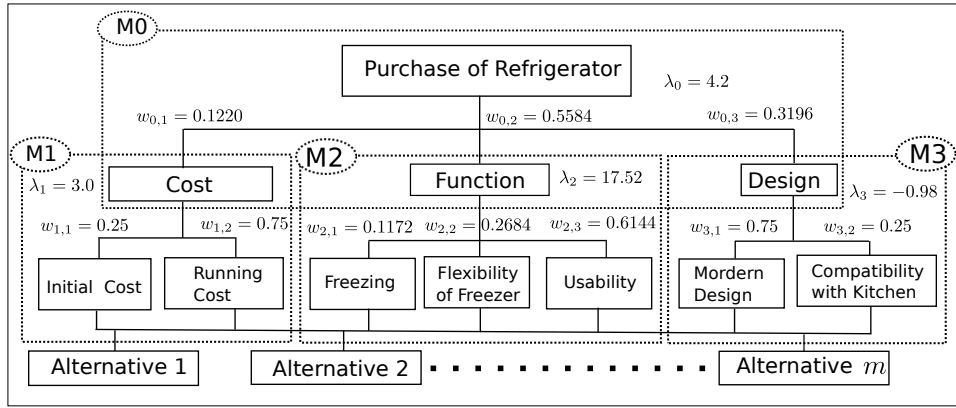 M0
Purchase of Refrigerator
λ₀ = 4.2
w₀,₁ = 0.1220
w₀,₂ = 0.5584
w₀,₃ = 0.3196
M1
M2
M3
λ₁ = 3.0
Cost
Function
λ₂ = 17.52
Design
λ₃ = −0.98
w₁,₁ = 0.25
w₁,₂ = 0.75
w₂,₁ = 0.1172
w₂,₂ = 0.2684
w₂,₃ = 0.6144
w₃,₁ = 0.75
w₃,₂ = 0.25
Initial Cost
Running
Cost
Freezing
Flexibility
of Freezer
Usability
Mordern
Design
Compatibility
with Kitchen
Alternative 1
Alternative 2
Alternative m